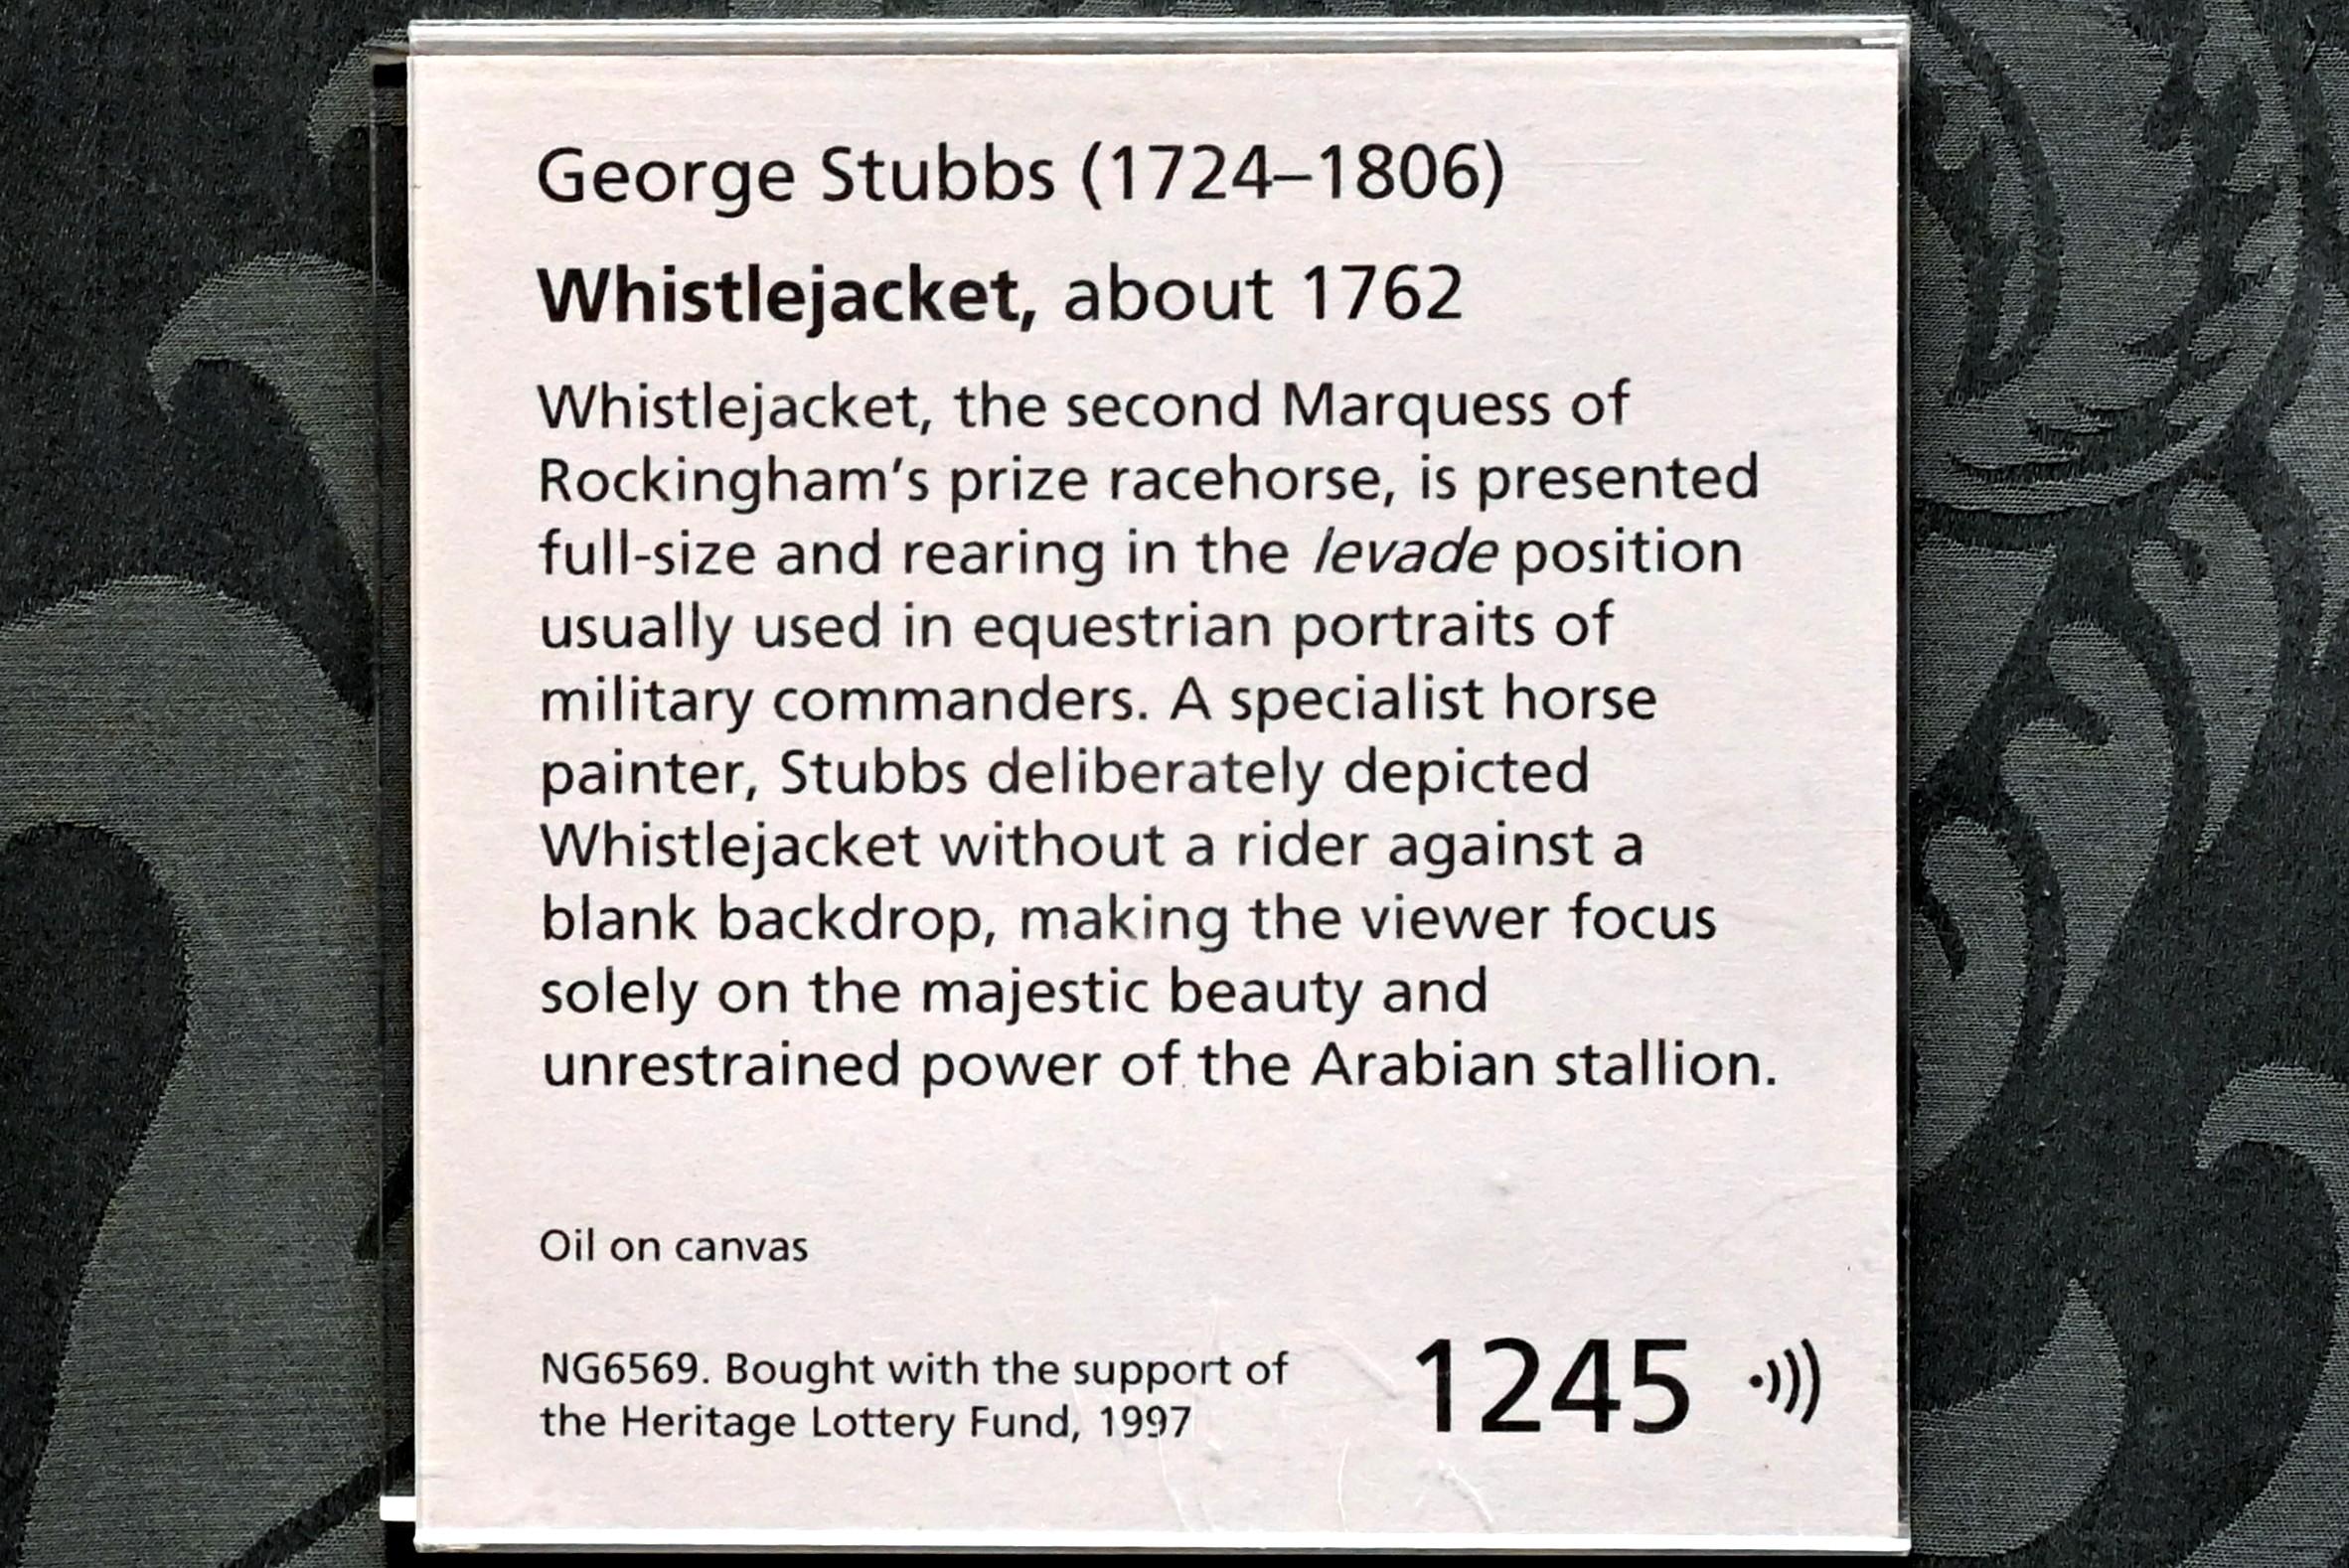 George Stubbs (1724–1806)
Whistlejacket, about 1762
Whistlejacket, the second Marquess of
Rockingham’s prize racehorse, is presented
full-size and rearing in the levade position
usually used in equestrian portraits of
military commanders. A specialist horse
painter, Stubbs deliberately depicted
Whistlejacket without a rider against a
blank backdrop, making the viewer focus
solely on the majestic beauty and
unrestrained power of the Arabian stallion.
Oil on canvas
NG6569. Bought with the support of
the Heritage Lottery Fund, 1997
1245